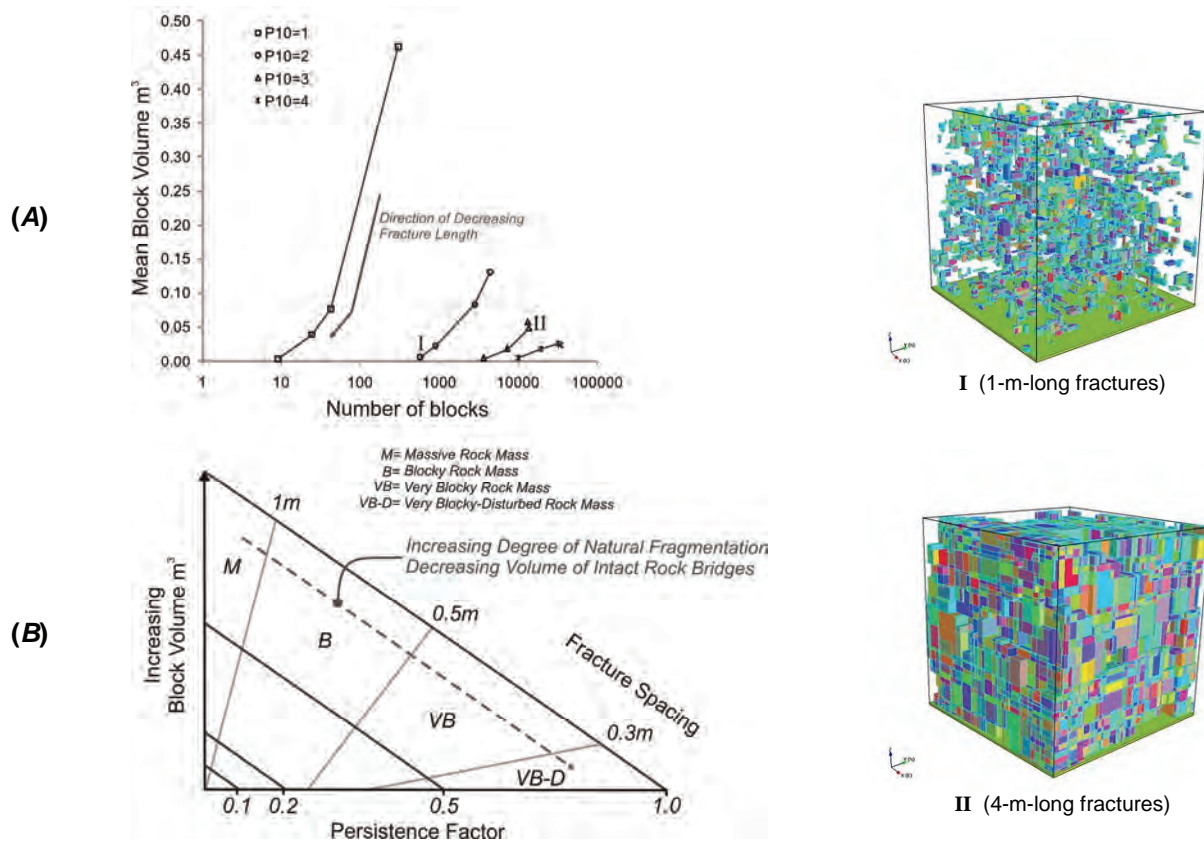 (A)
Mean Block Volume m³
0.50
0.45
0.40
0.35
0.30
0.25
0.20
0.15
0.10
0.05
0.00
P10=1
P10=2
P10=3
P10=4
Direction of Decreasing
Fracture Length
I
II
1
10
100
1000
10000
100000
Number of blocks
I (1-m-long fractures)
(B)
Increasing
Block Volume m³
M= Massive Rock Mass
B= Blocky Rock Mass
VB= Very Blocky Rock Mass
VB-D= Very Blocky-Disturbed Rock Mass
1m
Increasing Degree of Natural Fragmentation
Decreasing Volume of Intact Rock Bridges
M
0.5m
B
Fracture Spacing
VB
0.3m
VB-D
0.1
0.2
0.5
1.0
Persistence Factor
II (4-m-long fractures)